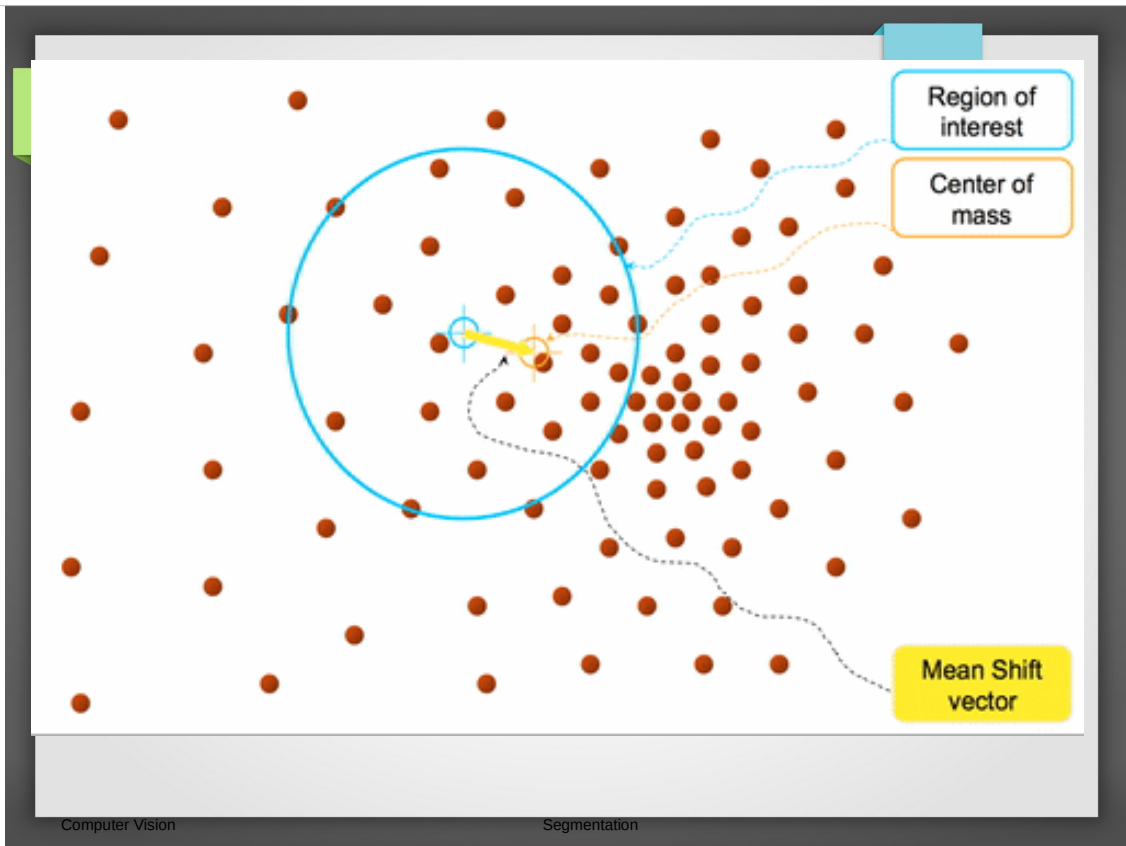 Region of
interest
Center of
mass
Mean Shift
vector
Computer Vision
Segmentation